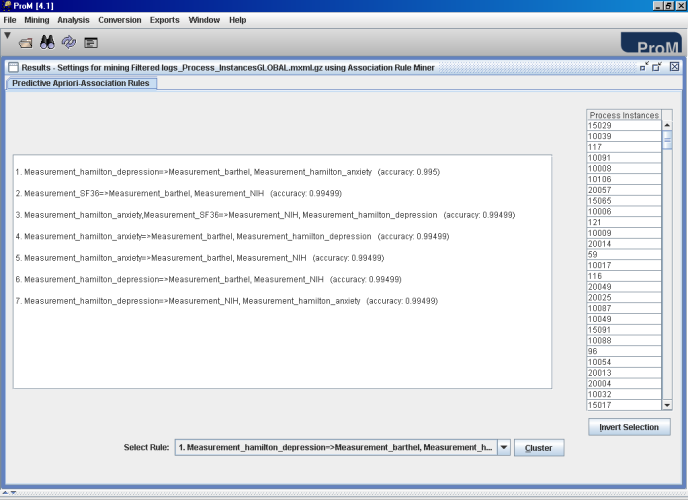 ProM [4.1]
File Mining Analysis Conversion Exports Window Help
ProM
Results - Settings for mining Filtered logs_Process_InstancesGLOBAL.mxml.gz using Association Rule Miner
Predictive Apriori-Association Rules
1. Measurement_hamilton_depression=>Measurement_barthel, Measurement_hamilton_anxiety (accuracy: 0.995)
2. Measurement_SF36=>Measurement_barthel, Measurement_NIH (accuracy: 0.99499)
3. Measurement_hamilton_anxiety,Measurement_SF36=>Measurement_NIH, Measurement_hamilton_depression (accuracy: 0.99499)
4. Measurement_hamilton_anxiety=>Measurement_barthel, Measurement_hamilton_depression (accuracy: 0.99499)
5. Measurement_hamilton_anxiety=>Measurement_barthel, Measurement_NIH (accuracy: 0.99499)
6. Measurement_hamilton_depression=>Measurement_barthel, Measurement_NIH (accuracy: 0.99499)
7. Measurement_hamilton_depression=>Measurement_NIH, Measurement_hamilton_anxiety (accuracy: 0.99499)
Process Instances
15029
10039
117
10091
10008
10106
20057
15065
10006
121
10009
20014
59
10017
116
20049
20025
10087
10049
15091
10088
96
10054
20013
20004
10032
15017
Invert Selection
Select Rule: 1. Measurement_hamilton_depression=>Measurement_barthel, Measurement_h... Cluster